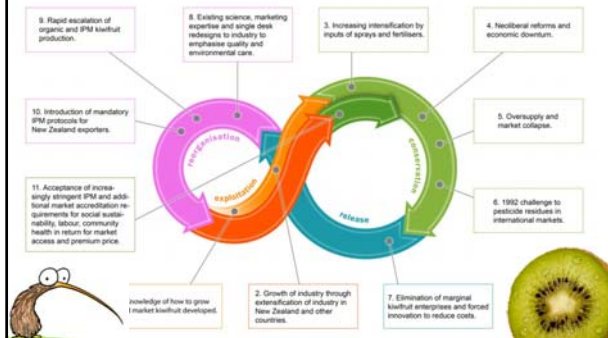 9. Rapid escalation of
organic and IPM kiwifruit
production.
8. Existing science, marketing
expertise and single desk
redesigns to industry to
emphasise quality and
environmental care.
3. Increasing intensification by
inputs of sprays and fertilisers.
4. Neoliberal reforms and
economic downturn.
10. Introduction of mandatory
IPM protocols for
New Zealand exporters.
5. Oversupply and
market collapse.
11. Acceptance of increa-
singly stringent IPM and addi-
tional market accreditation re-
quirements for social sustai-
nability, labour, community
health in return for market
access and premium price.
6. 1992 challenge to
pesticide residues in
international markets.
reorganisation
exploitation
conservation
release
nowledge of how to grow
market kiwifruit developed.
2. Growth of industry through
extensification of industry in
New Zealand and other
countries.
7. Elimination of marginal
kiwifruit enterprises and forced
innovation to reduce costs.